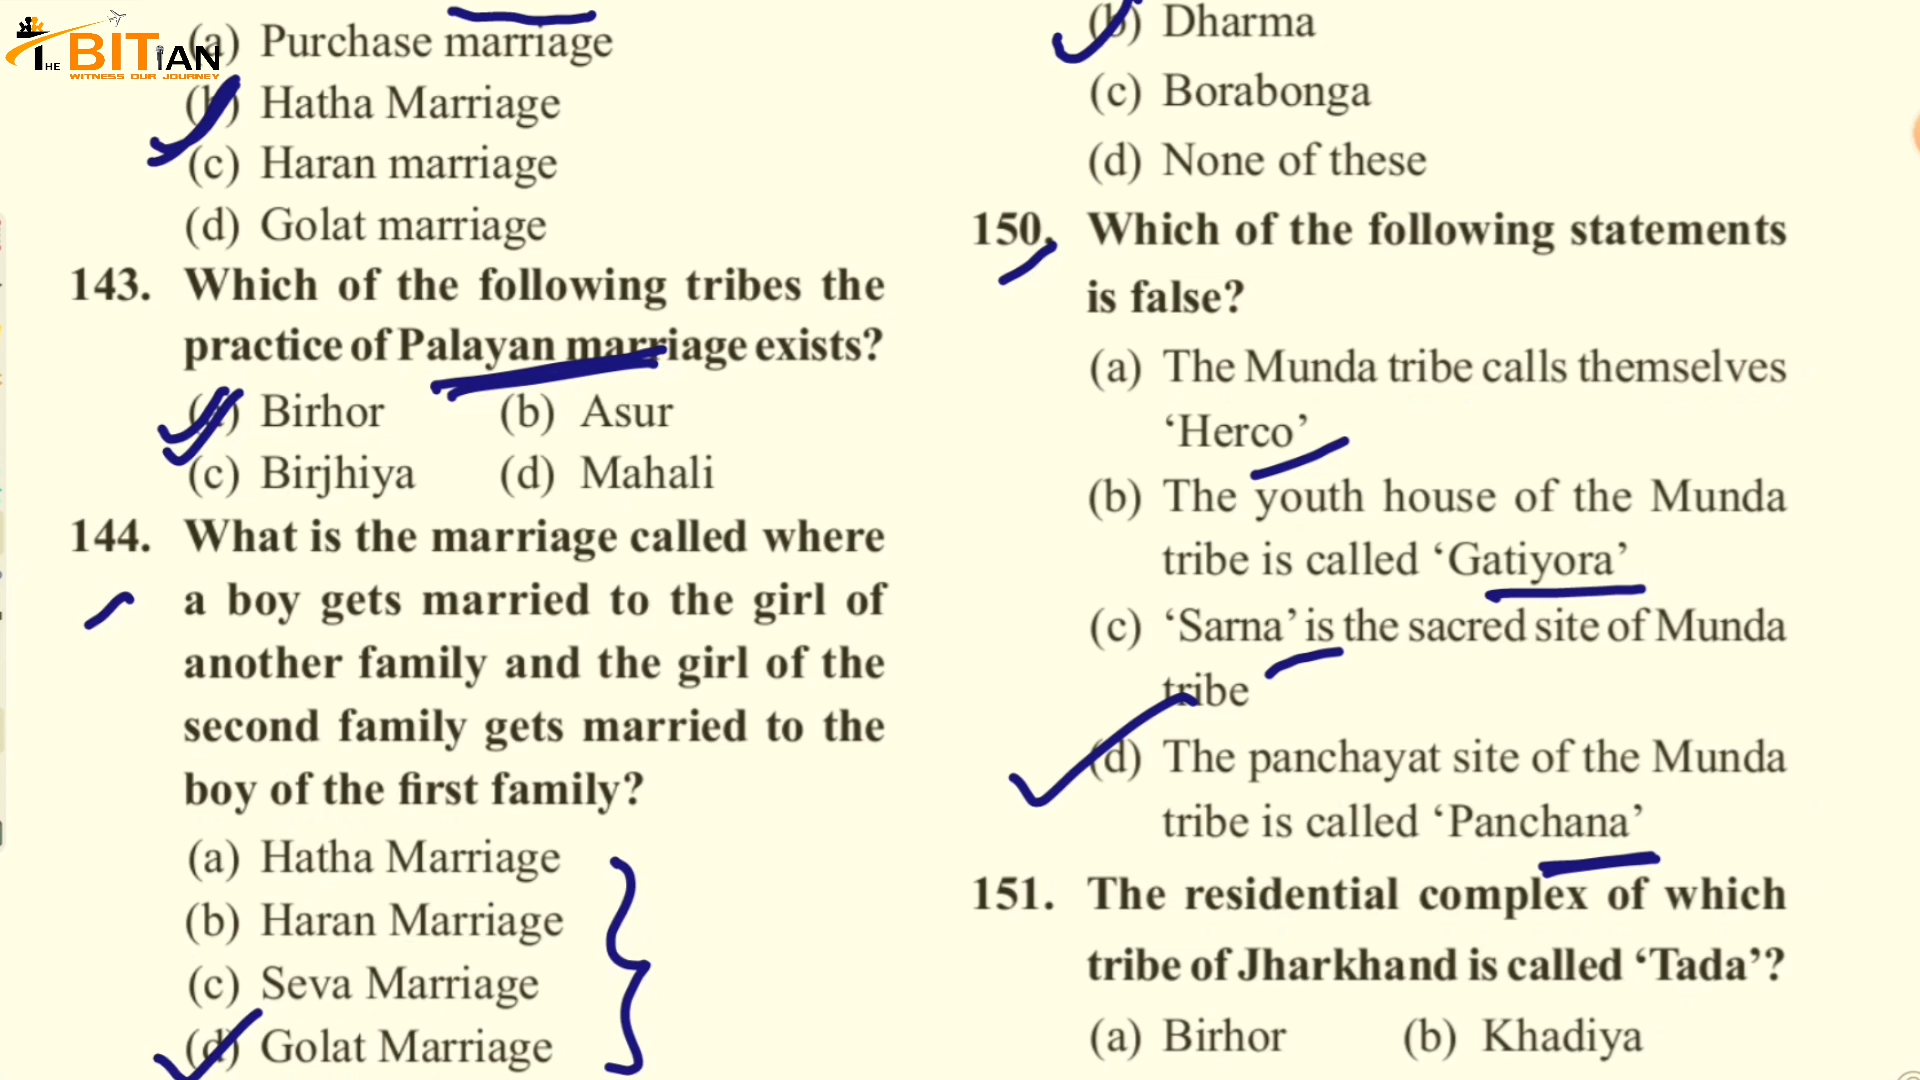 THE BITIAN
WITNESS OUR JOURNEY
(a) Purchase marriage
(b) Hatha Marriage
(c) Haran marriage
(d) Golat marriage
143. Which of the following tribes the
practice of Palayan marriage exists?
(a) Birhor (b) Asur
(c) Birjhiya (d) Mahali
144. What is the marriage called where
a boy gets married to the girl of
another family and the girl of the
second family gets married to the
boy of the first family?
(a) Hatha Marriage
(b) Haran Marriage
(c) Seva Marriage
(d) Golat Marriage
(b) Dharma
(c) Borabonga
(d) None of these
150. Which of the following statements
is false?
(a) The Munda tribe calls themselves
‘Herco’
(b) The youth house of the Munda
tribe is called ‘Gatiyora’
(c) ‘Sarna’ is the sacred site of Munda
tribe
(d) The panchayat site of the Munda
tribe is called ‘Panchana’
151. The residential complex of which
tribe of Jharkhand is called ‘Tada’?
(a) Birhor (b) Khadiya